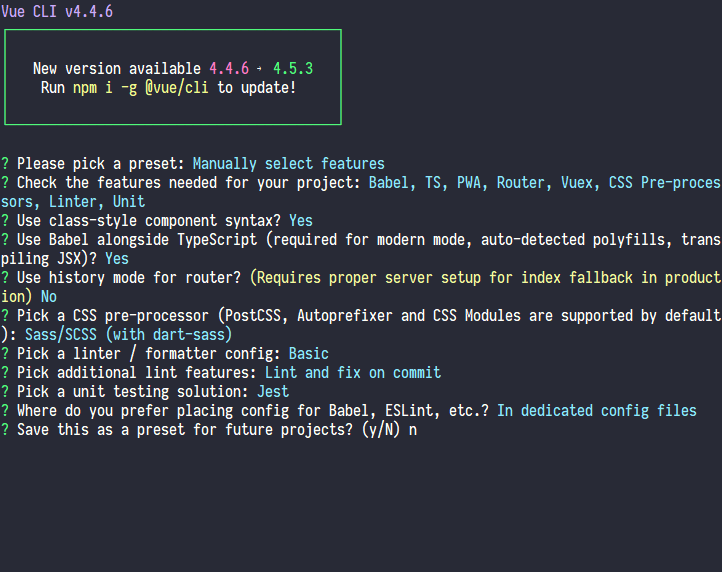 Vue CLI v4.4.6
New version available 4.4.6 → 4.5.3
Run npm i -g @vue/cli to update!
? Please pick a preset: Manually select features
? Check the features needed for your project: Babel, TS, PWA, Router, Vuex, CSS Pre-proces
sors, Linter, Unit
? Use class-style component syntax? Yes
? Use Babel alongside TypeScript (required for modern mode, auto-detected polyfills, trans
piling JSX)? Yes
? Use history mode for router? (Requires proper server setup for index fallback in product
ion) No
? Pick a CSS pre-processor (PostCSS, Autoprefixer and CSS Modules are supported by default
): Sass/SCSS (with dart-sass)
? Pick a linter / formatter config: Basic
? Pick additional lint features: Lint and fix on commit
? Pick a unit testing solution: Jest
? Where do you prefer placing config for Babel, ESLint, etc.? In dedicated config files
? Save this as a preset for future projects? (y/N) n